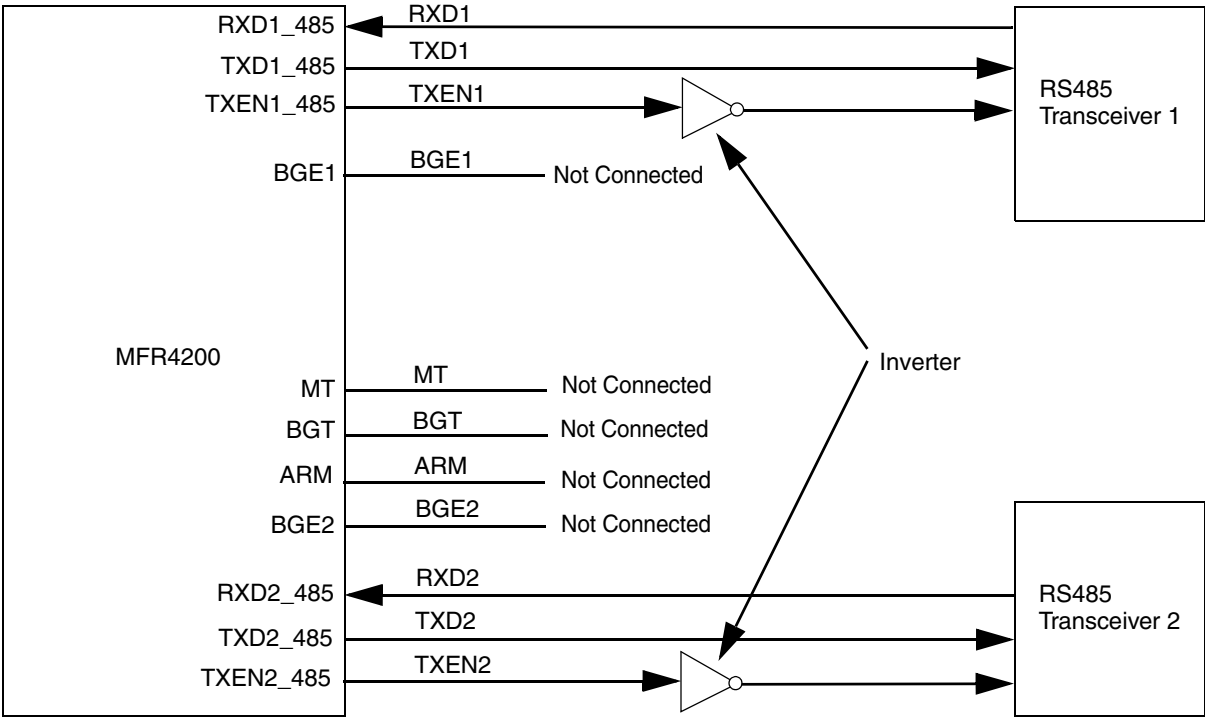 RXD1_485 RXD1
TXD1_485 TXD1
TXEN1_485 TXEN1
RS485
Transceiver 1
BGE1 BGE1 Not Connected
MFR4200
Inverter
MT MT Not Connected
BGT BGT Not Connected
ARM ARM Not Connected
BGE2 BGE2 Not Connected
RXD2_485 RXD2
TXD2_485 TXD2
TXEN2_485 TXEN2
RS485
Transceiver 2